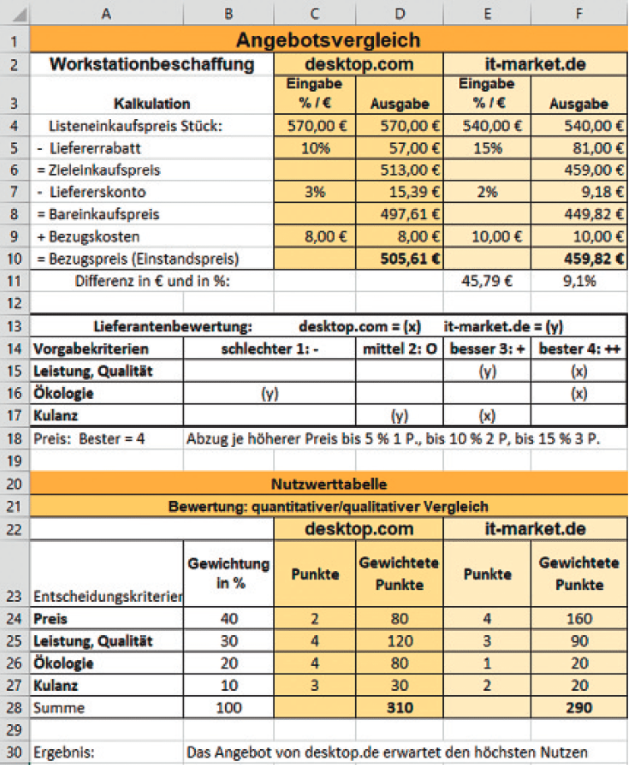 A B C D E F
1 Angebotsvergleich
2 Workstationbeschaffung desktop.com it-market.de
3 Kalkulation Eingabe % / € Ausgabe Eingabe % / € Ausgabe
4 Listeneinkaufspreis Stück: 570,00 € 570,00 € 540,00 € 540,00 €
5 - Liefererrabatt 10% 57,00 € 15% 81,00 €
6 = Zieleinkaufspreis 513,00 € 459,00 €
7 - Liefererskonto 3% 15,39 € 2% 9,18 €
8 = Bareinkaufspreis 497,61 € 449,82 €
9 + Bezugskosten 8,00 € 8,00 € 10,00 € 10,00 €
10 = Bezugspreis (Einstandspreis) 505,61 € 459,82 €
11 Differenz in € und in %: 45,79 € 9,1%
12
13 Lieferantenbewertung: desktop.com = (x) it-market.de = (y)
14 Vorgabekriterien schlechter 1: - mittel 2: O besser 3: + bester 4: ++
15 Leistung, Qualität (y) (x)
16 Ökologie (y) (x)
17 Kulanz (y) (x)
18 Preis: Bester = 4 Abzug je höherer Preis bis 5 % 1 P., bis 10 % 2 P, bis 15 % 3 P.
19
20 Nutzwerttabelle
21 Bewertung: quantitativer/qualitativer Vergleich
22 desktop.com it-market.de
23 Entscheidungskriterien Gewichtung in % Punkte Gewichtete Punkte Punkte Gewichtete Punkte
24 Preis 40 2 80 4 160
25 Leistung, Qualität 30 4 120 3 90
26 Ökologie 20 4 80 1 20
27 Kulanz 10 3 30 2 20
28 Summe 100 310 290
29
30 Ergebnis: Das Angebot von desktop.de erwartet den höchsten Nutzen